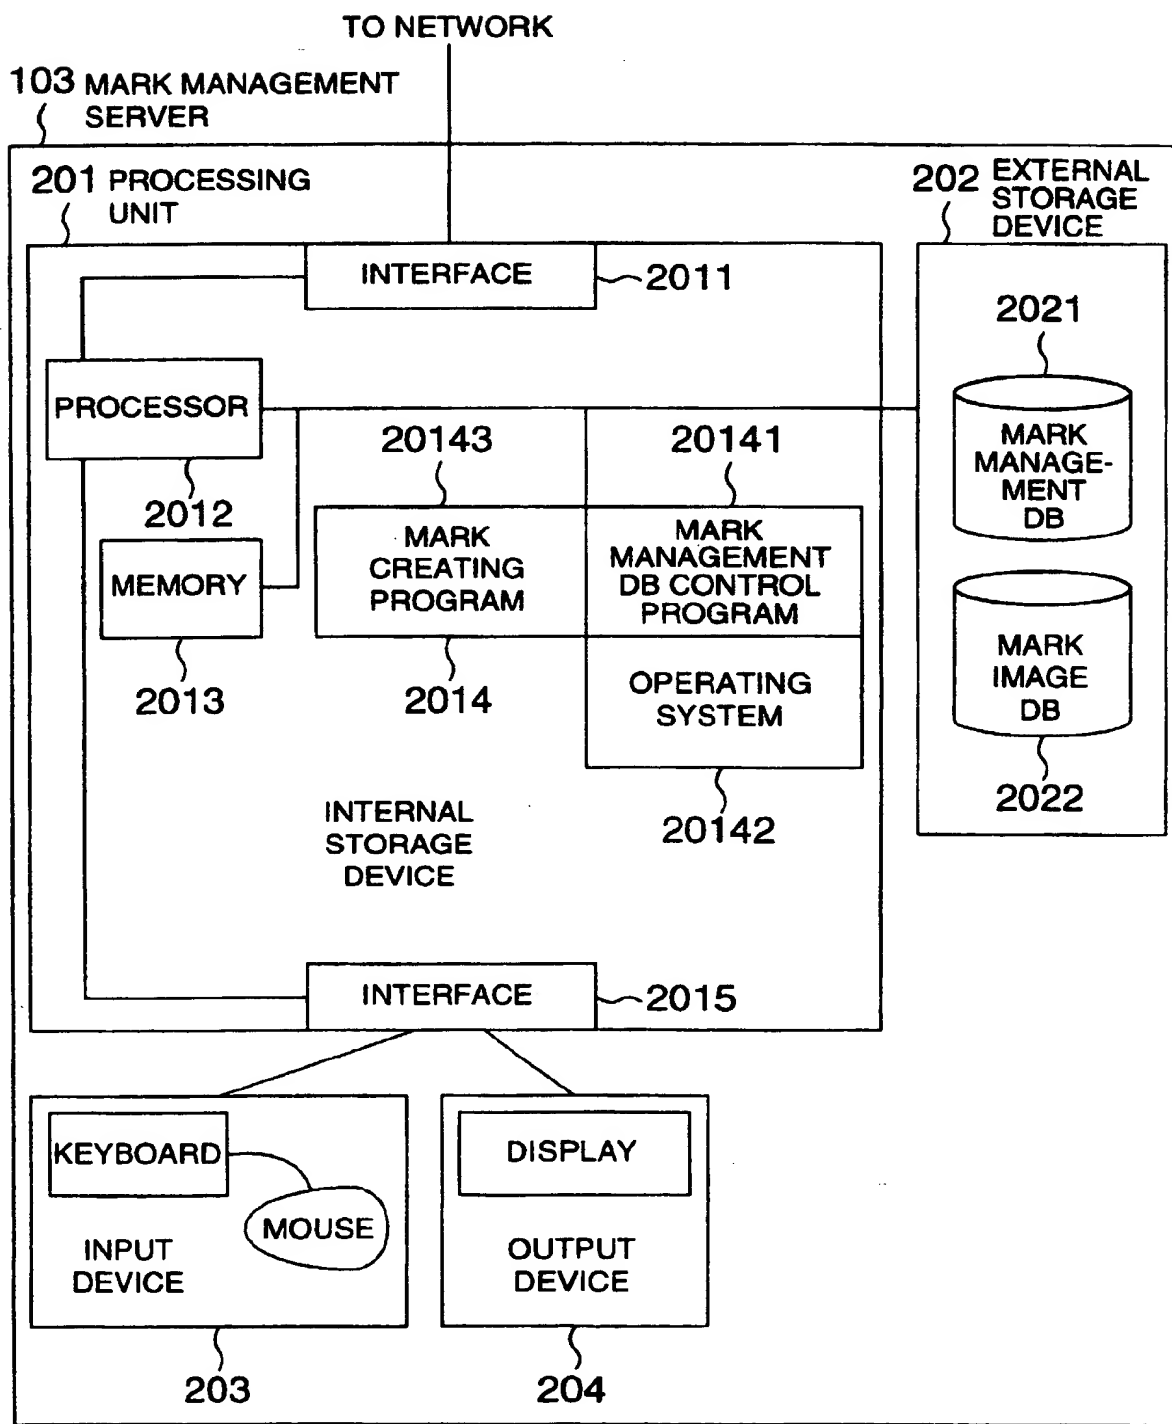 TO NETWORK
103 MARK MANAGEMENT
SERVER
201 PROCESSING
UNIT
202 EXTERNAL
STORAGE
DEVICE
INTERFACE
2011
2021
PROCESSOR
2012
MARK
MANAGE-
MENT
DB
20143
20141
MARK
CREATING
PROGRAM
MARK
MANAGEMENT
DB CONTROL
PROGRAM
MEMORY
2013
2014
OPERATING
SYSTEM
20142
MARK
IMAGE
DB
2022
INTERNAL
STORAGE
DEVICE
INTERFACE
2015
KEYBOARD
MOUSE
INPUT
DEVICE
203
DISPLAY
OUTPUT
DEVICE
204